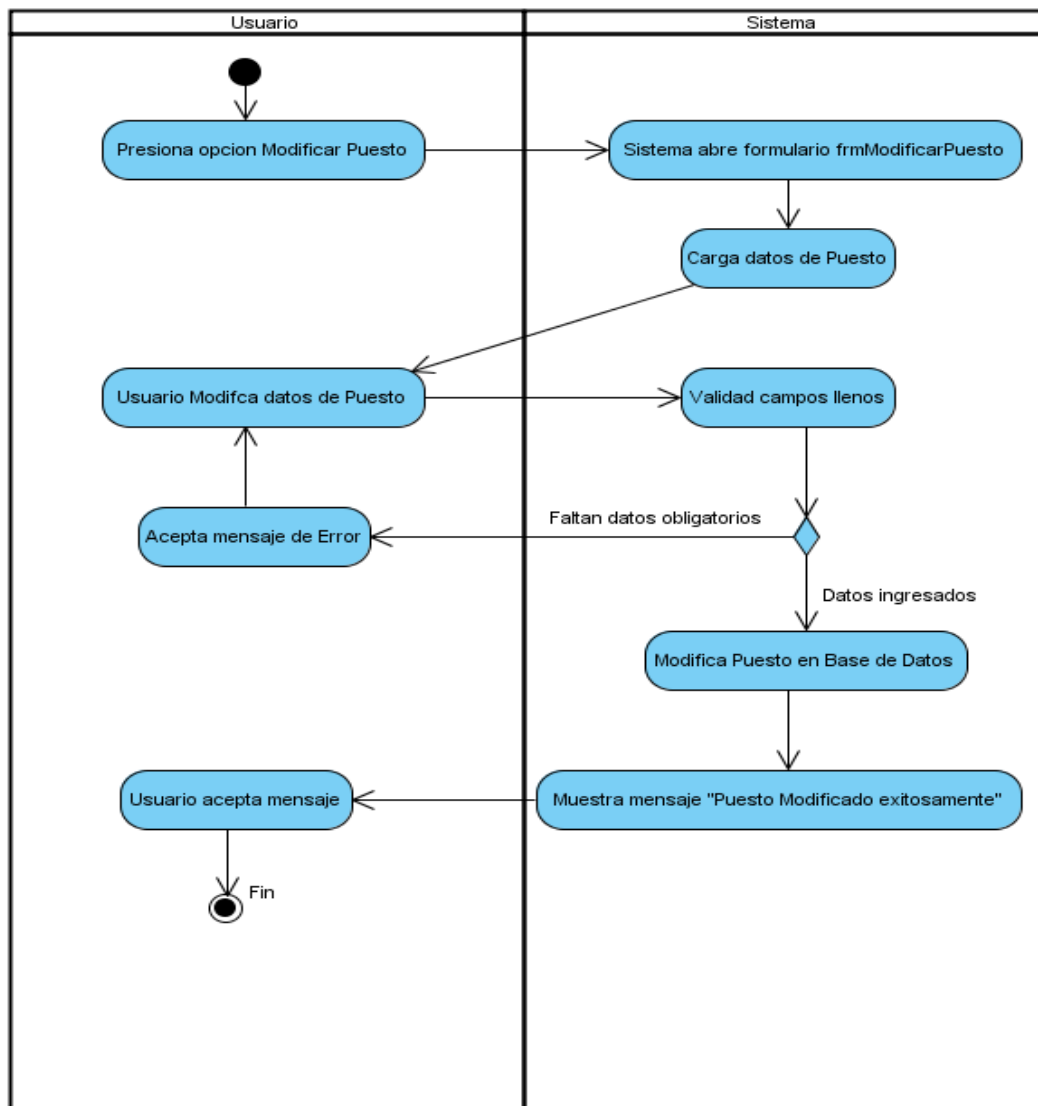 Usuario
Sistema
Presiona opcion Modificar Puesto
Sistema abre formulario frmModificarPuesto
Carga datos de Puesto
Usuario Modifca datos de Puesto
Validad campos llenos
Faltan datos obligatorios
Acepta mensaje de Error
Datos ingresados
Modifica Puesto en Base de Datos
Usuario acepta mensaje
Muestra mensaje "Puesto Modificado exitosamente"
Fin